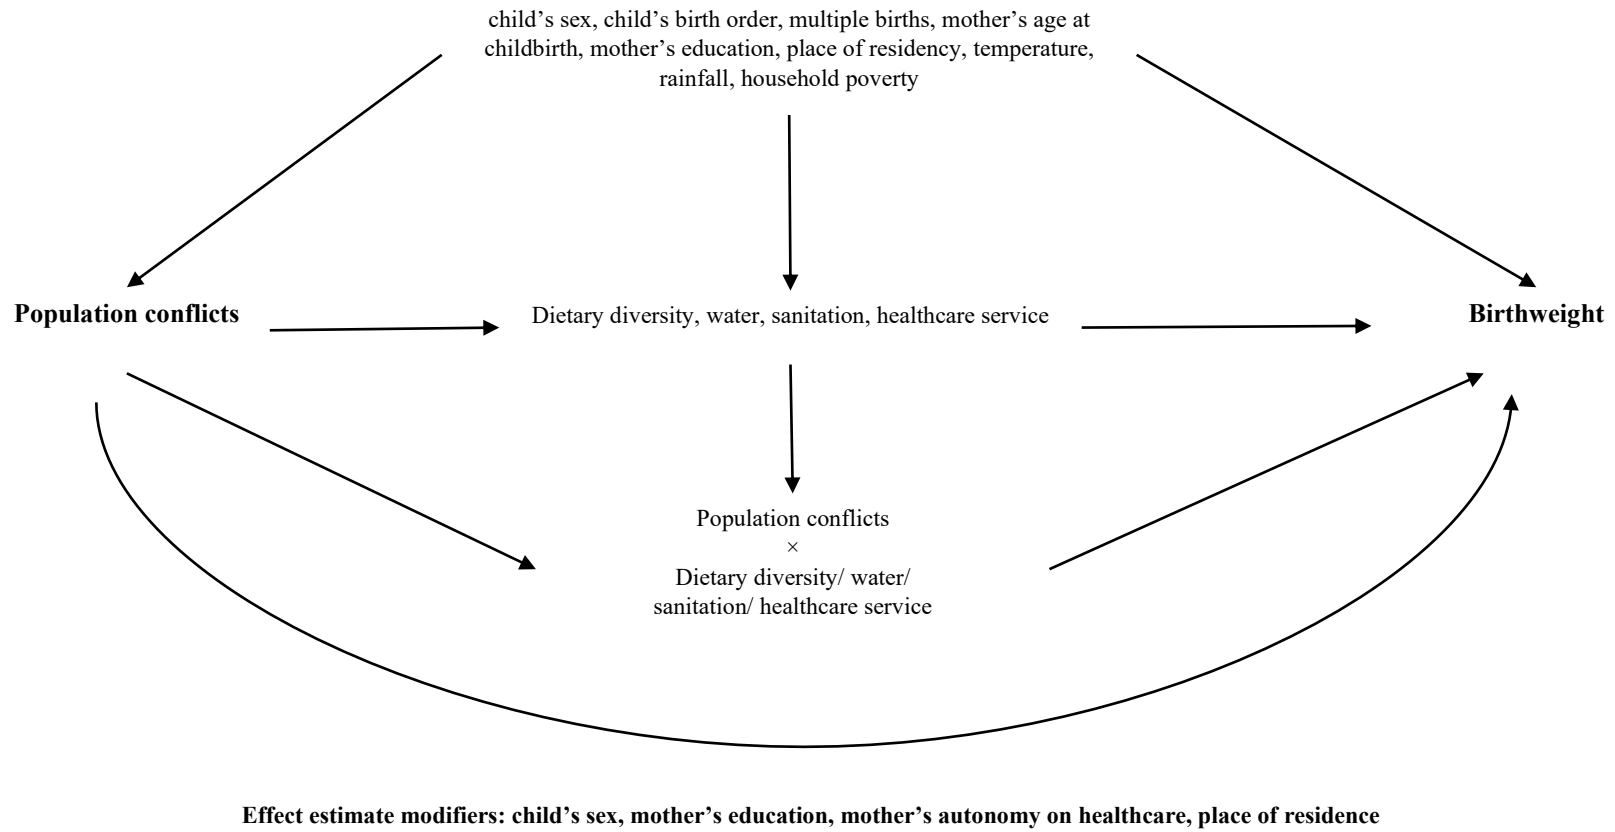 child’s sex, child’s birth order, multiple births, mother’s age at
childbirth, mother’s education, place of residency, temperature,
rainfall, household poverty
Population conflicts
Dietary diversity, water, sanitation, healthcare service
Birthweight
Population conflicts
×
Dietary diversity/ water/
sanitation/ healthcare service
Effect estimate modifiers: child’s sex, mother’s education, mother’s autonomy on healthcare, place of residence